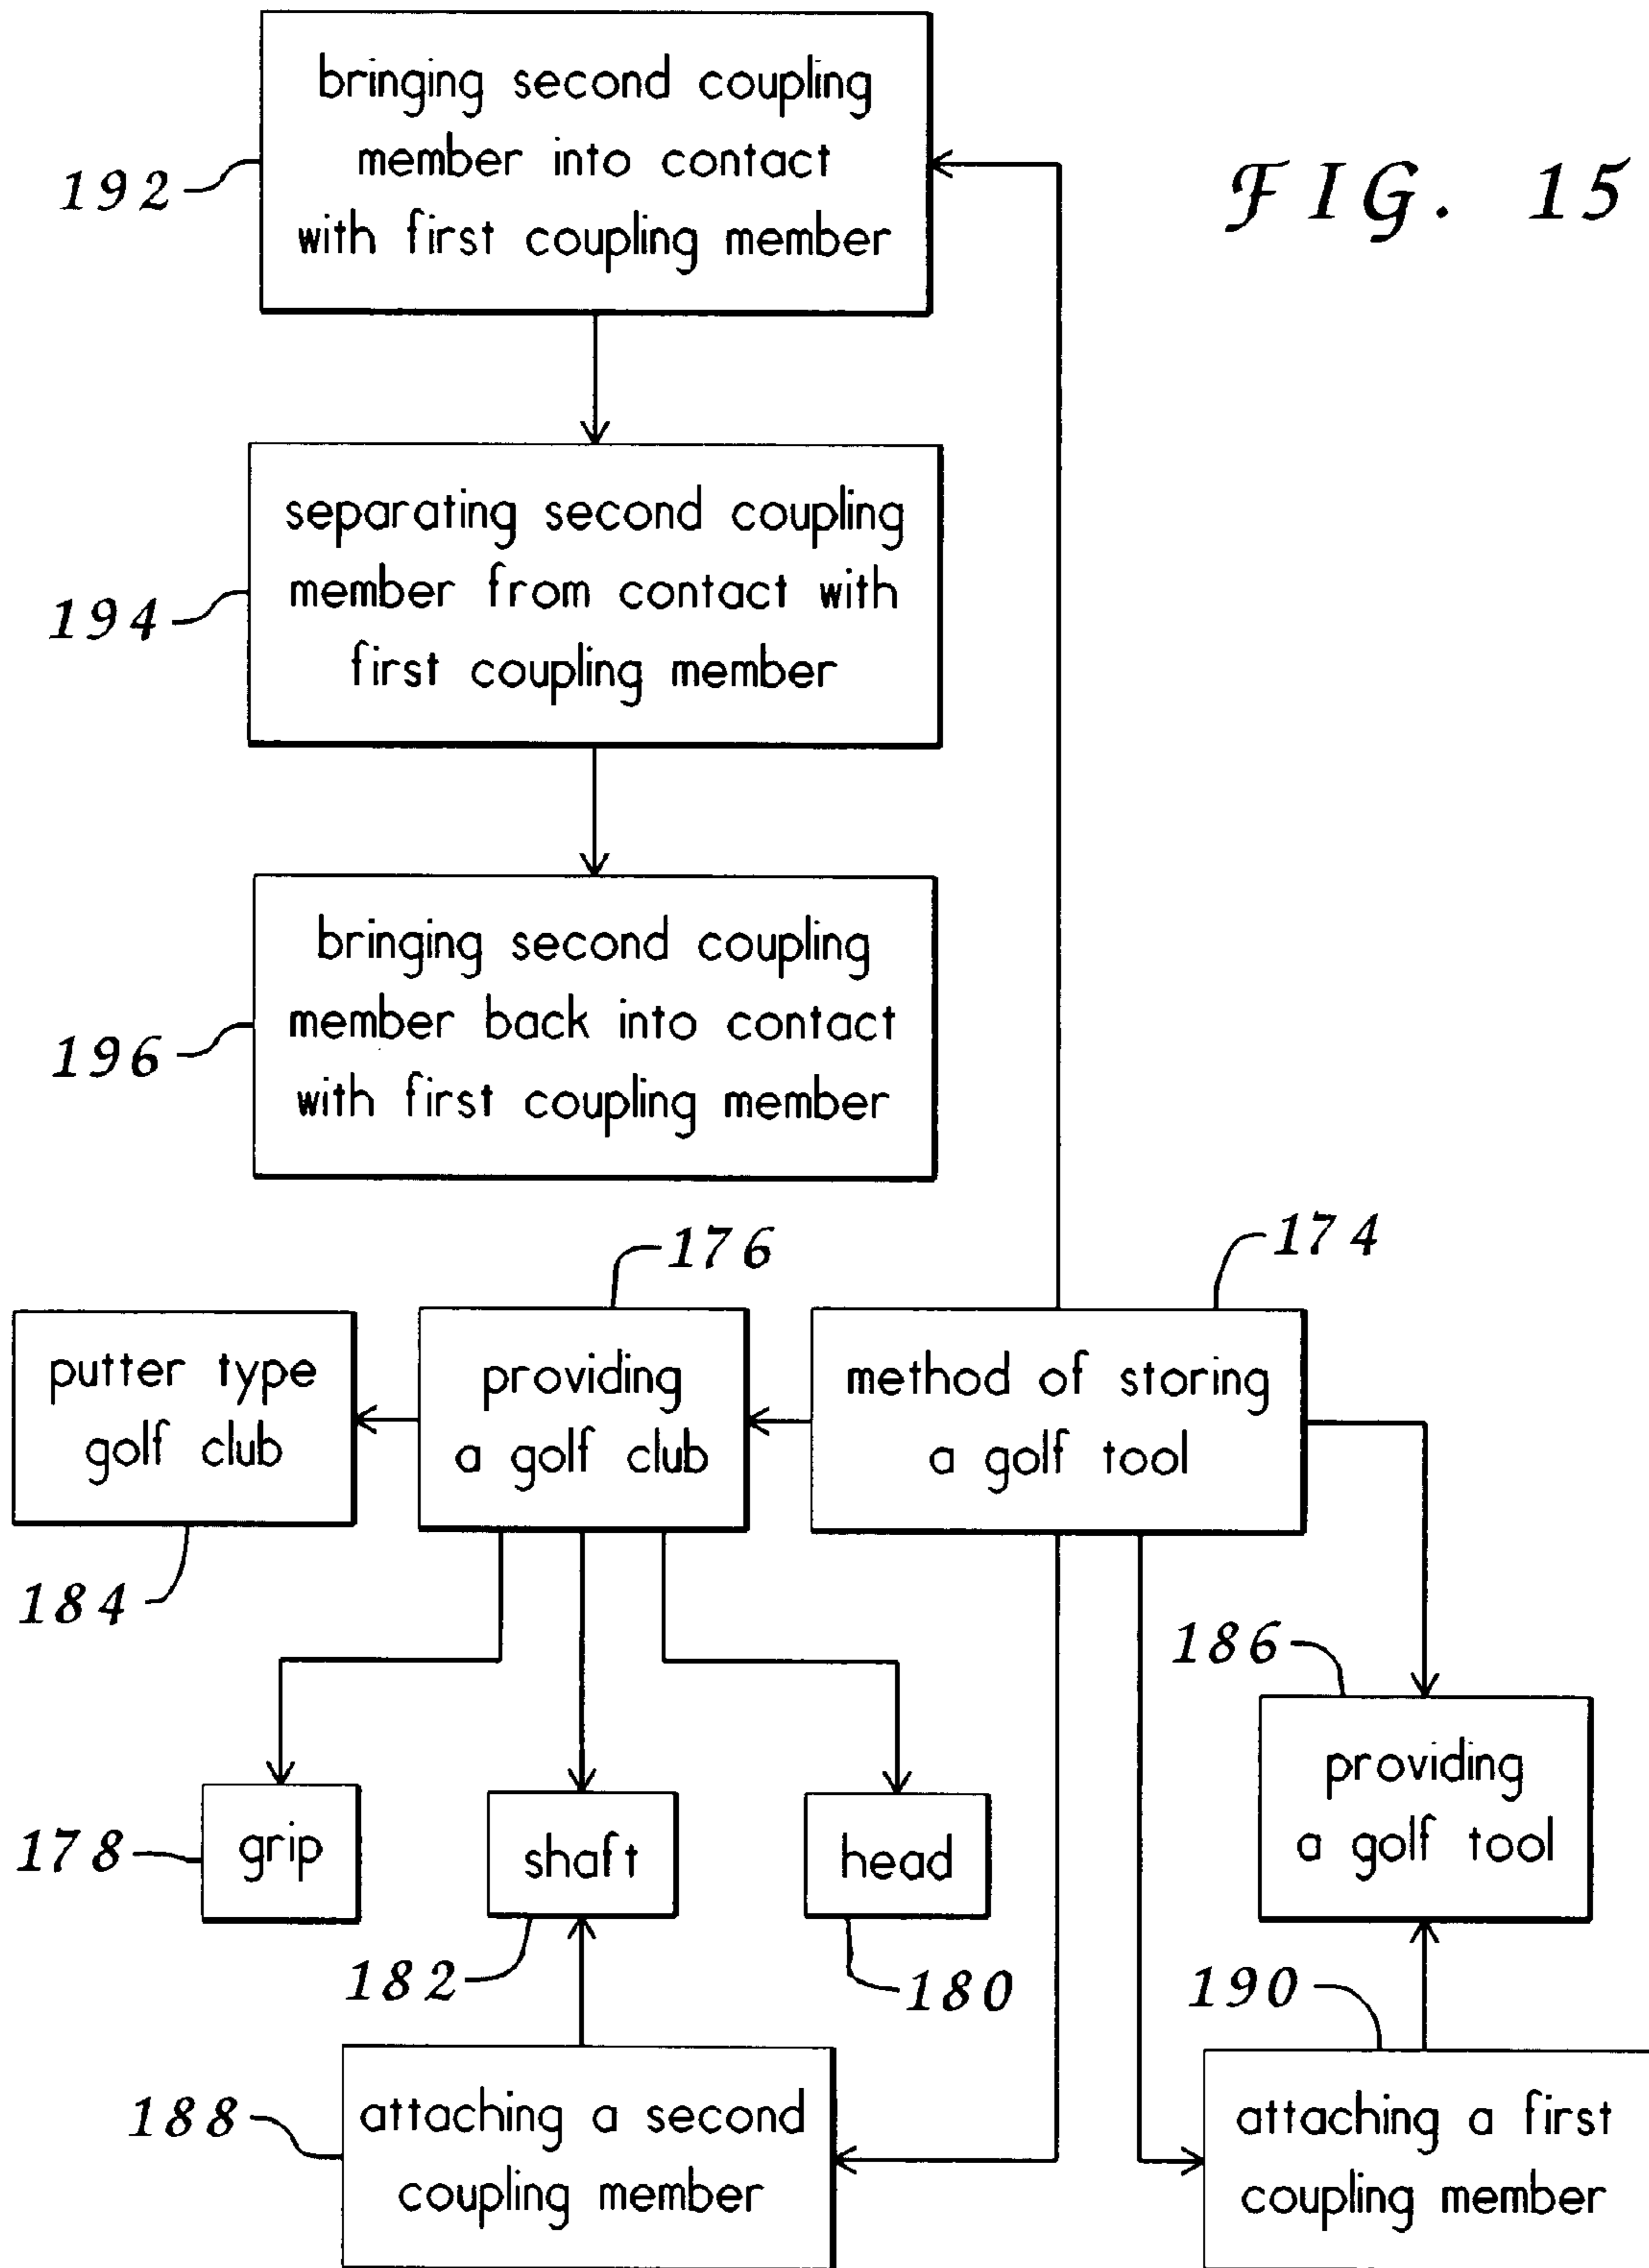 FIG. 15
bringing second coupling
member into contact
with first coupling member
192
separating second coupling
member from contact with
first coupling member
194
bringing second coupling
member back into contact
with first coupling member
196
176
174
putter type
golf club
providing
a golf club
method of storing
a golf tool
184
186
providing
a golf tool
178
grip
shaft
head
182
180
190
188
attaching a second
coupling member
attaching a first
coupling member